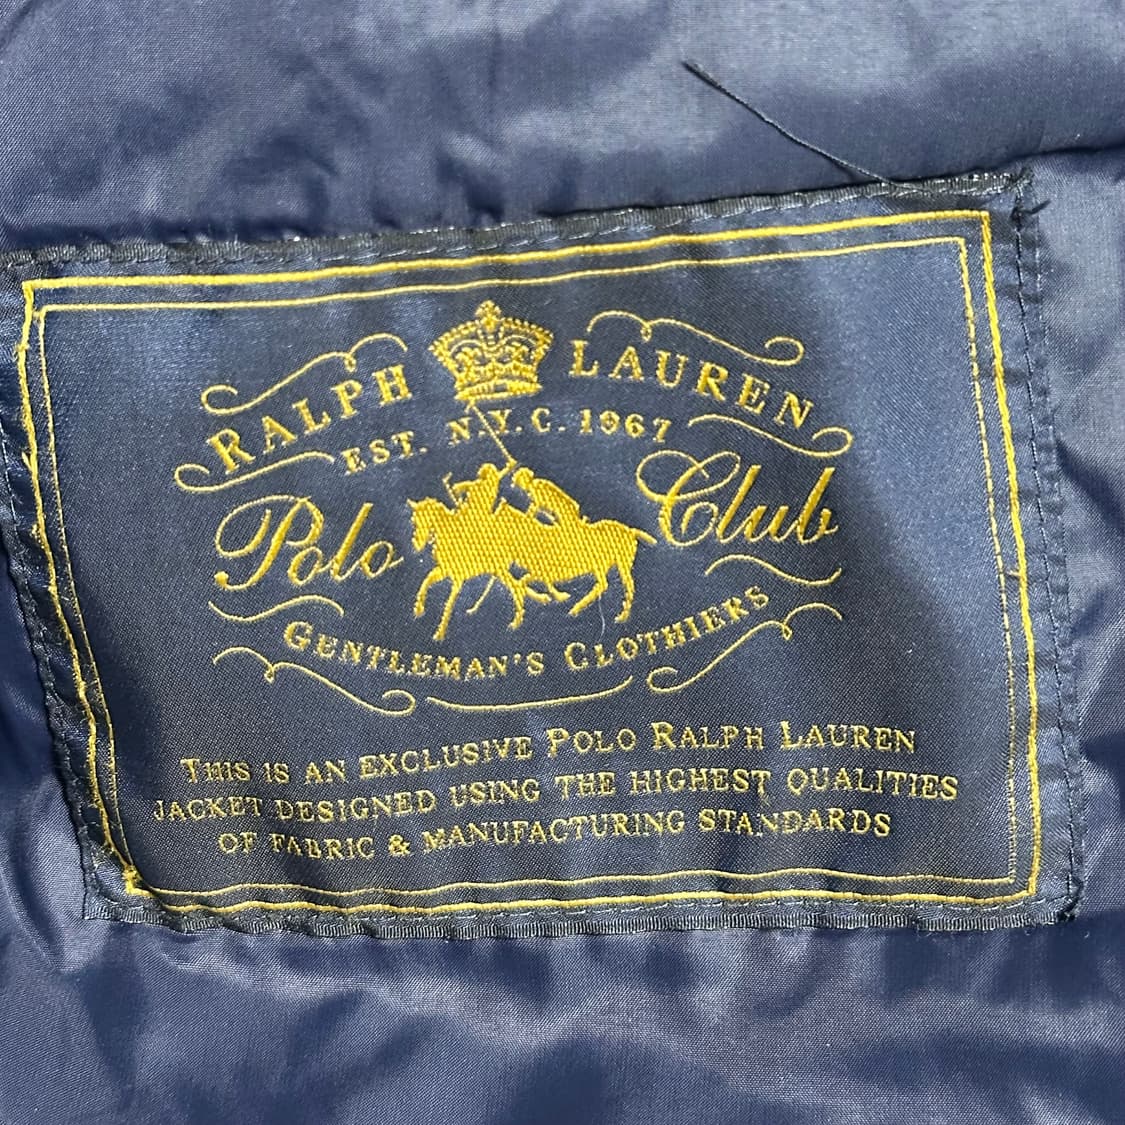 RALPH LAUREN
EST. N.Y.C. 1967
Polo Club
GENTLEMAN'S CLOTHIERS
THIS IS AN EXCLUSIVE POLO RALPH LAUREN
JACKET DESIGNED USING THE HIGHEST QUALITIES
OF FABRIC & MANUFACTURING STANDARDS